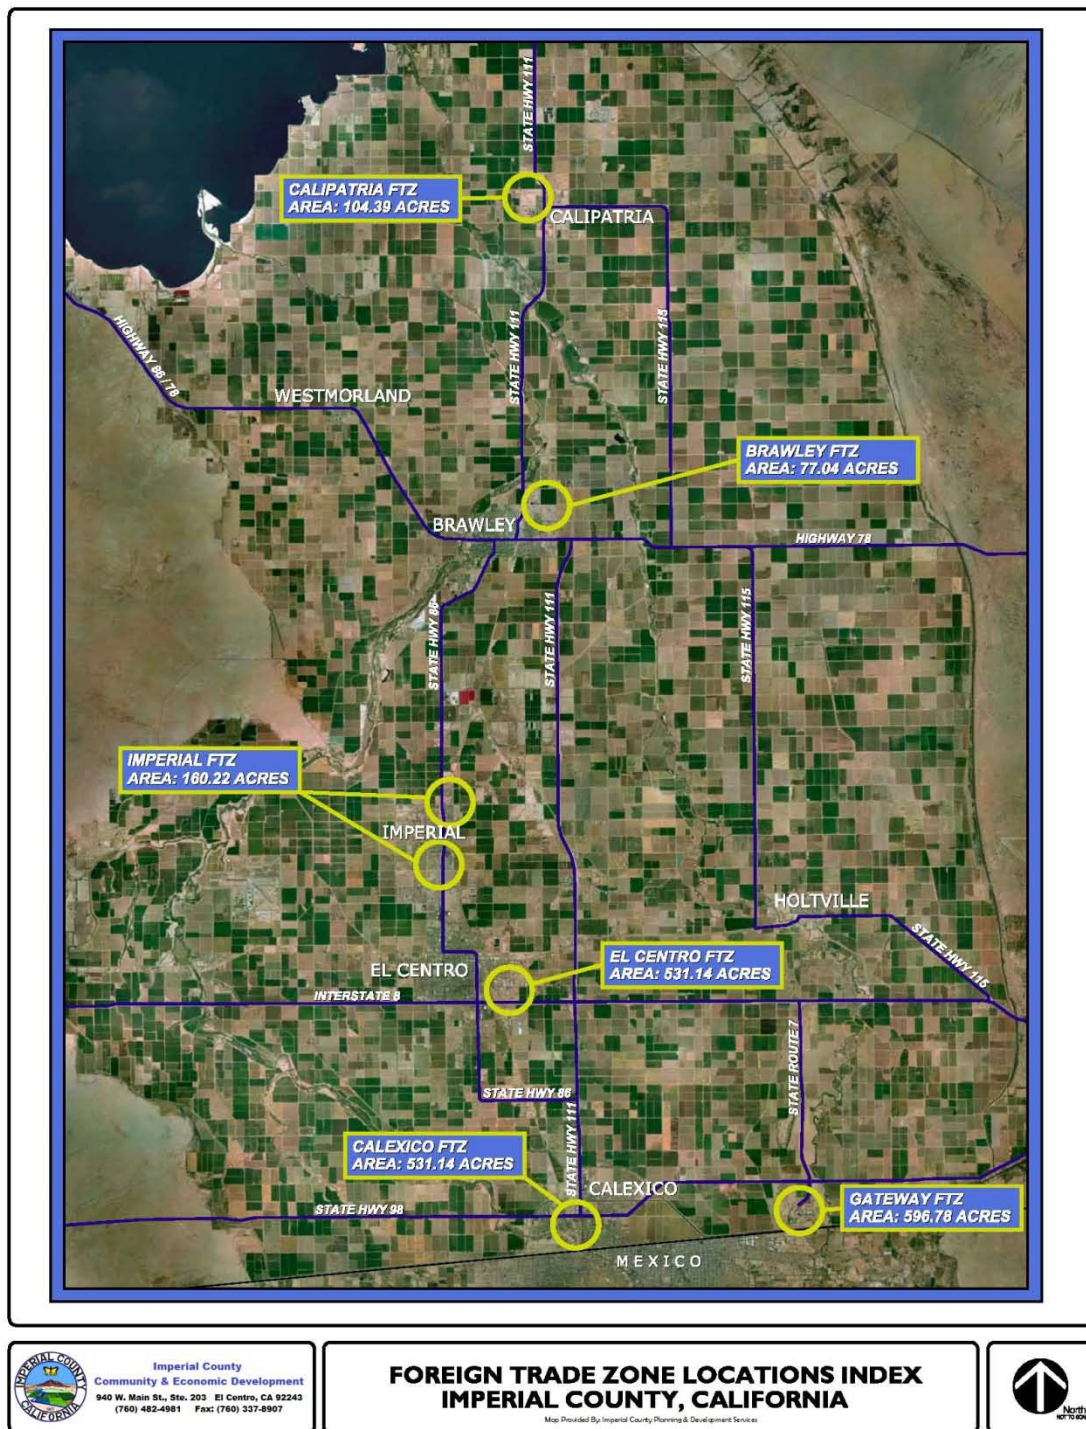 STATE HWY 111
CALIPATRIA FTZ
AREA: 104.39 ACRES
CALIPATRIA
HIGHWAY 86 / 78
STATE HWY 111
STATE HWY 115
WESTMORLAND
BRAWLEY FTZ
AREA: 77.04 ACRES
BRAWLEY
HIGHWAY 78
STATE HWY 86
STATE HWY 111
STATE HWY 115
IMPERIAL FTZ
AREA: 160.22 ACRES
IMPERIAL
HOLTVILLE
STATE HWY 115
EL CENTRO FTZ
AREA: 531.14 ACRES
EL CENTRO
INTERSTATE 8
STATE ROUTE 7
STATE HWY 86
STATE HWY 111
CALEXICO FTZ
AREA: 531.14 ACRES
CALEXICO
GATEWAY FTZ
AREA: 596.78 ACRES
STATE HWY 98
MEXICO
IMPERIAL COUNTY
CALIFORNIA
Imperial County
Community & Economic Development
940 W. Main St., Ste. 203 El Centro, CA 92243
(760) 482-4981 Fax: (760) 337-8907
FOREIGN TRADE ZONE LOCATIONS INDEX
IMPERIAL COUNTY, CALIFORNIA
Map Provided By: Imperial County Planning & Development Services
North